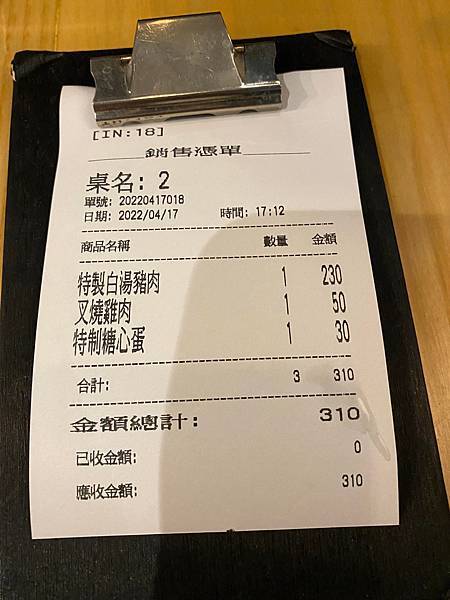 [IN:18]
銷售憑單
桌名: 2
單號: 20220417018
日期: 2022/04/17 時間: 17:12
商品名稱 數量 金額
特製白湯豬肉 1 230
叉燒雞肉 1 50
特制糖心蛋 1 30
合計: 3 310
金額總計: 310
已收金額: 0
應收金額: 310